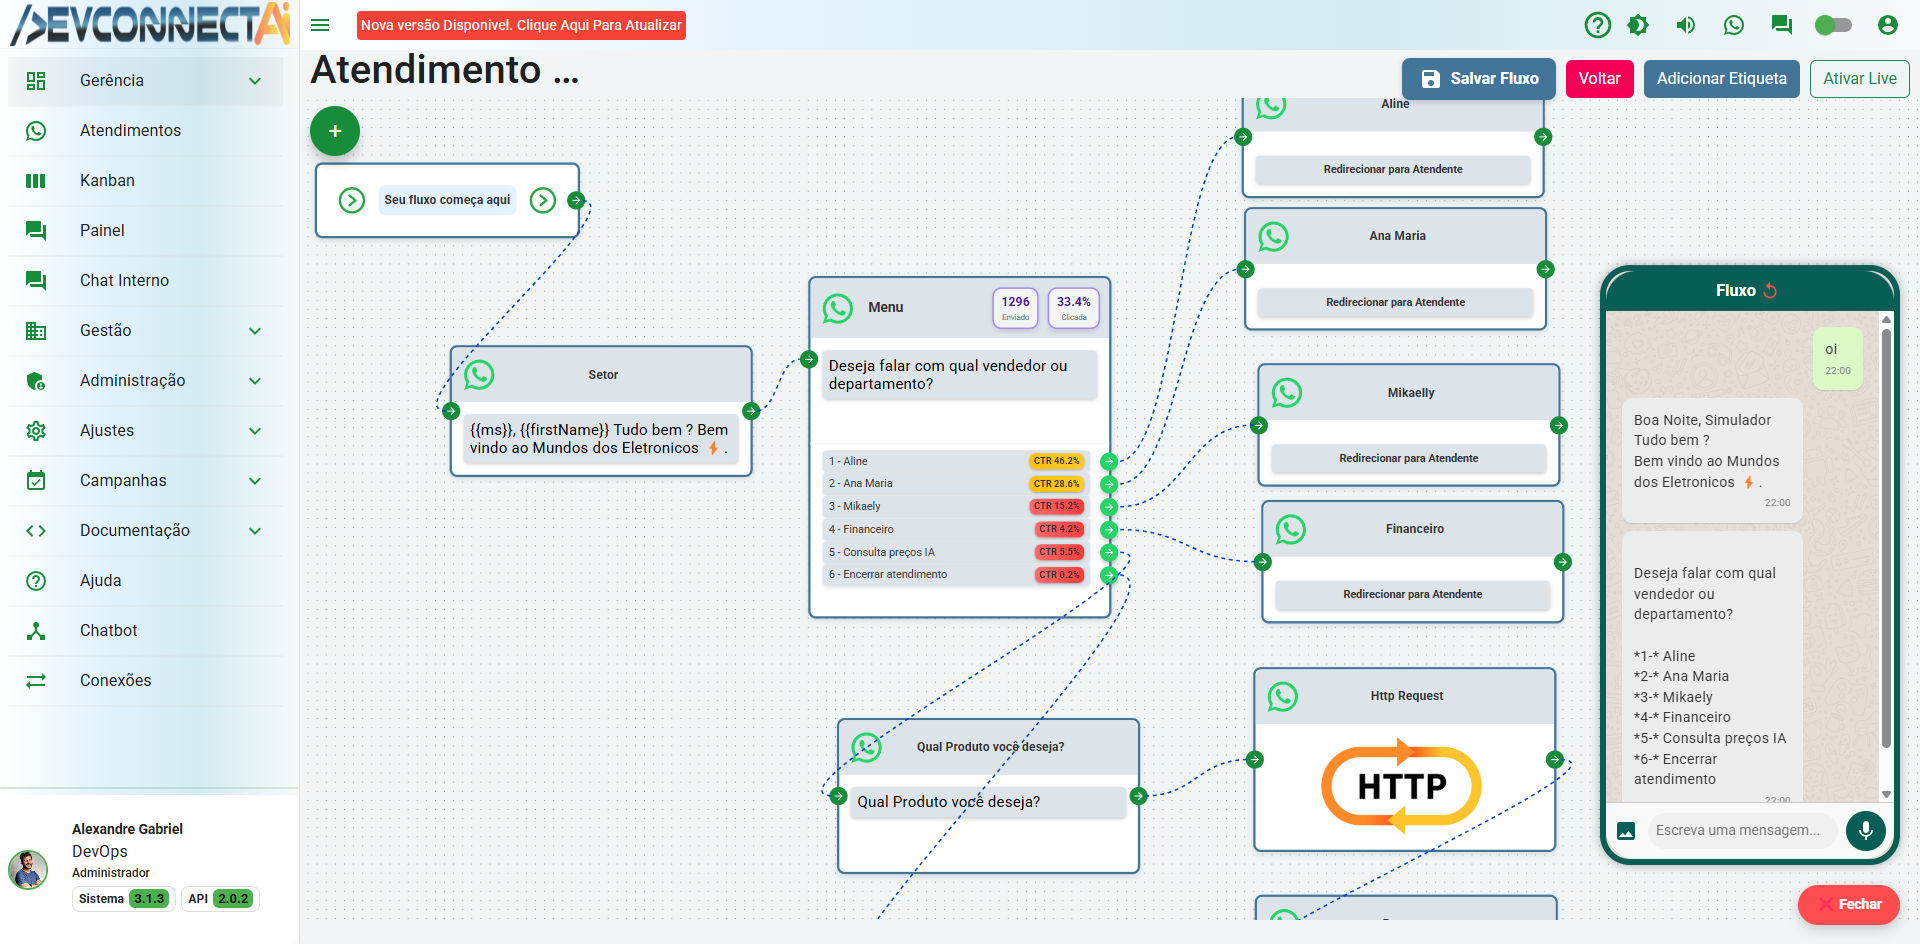 DEVCONNECTAi
Nova versão Disponivel. Clique Aqui Para Atualizar
Gerência
Atendimentos
Kanban
Painel
Chat Interno
Gestão
Administração
Ajustes
Campanhas
Documentação
Ajuda
Chatbot
Conexões
Alexandre Gabriel
DevOps
Administrador
Sistema 3.1.3 API 2.0.2
Atendimento ...
Salvar Fluxo
Voltar
Adicionar Etiqueta
Ativar Live
+
Seu fluxo começa aqui
Setor
{{ms}}, {{firstName}} Tudo bem ? Bem
vindo ao Mundos dos Eletronicos ⚡ .
Menu
1296
Enviado
33.4%
Clicada
Deseja falar com qual vendedor ou
departamento?
1 - Aline CTR 46.2%
2 - Ana Maria CTR 28.6%
3 - Mikaely CTR 15.2%
4 - Financeiro CTR 4.2%
5 - Consulta preços IA CTR 5.5%
6 - Encerrar atendimento CTR 0.2%
Qual Produto você deseja?
Qual Produto você deseja?
Aline
Redirecionar para Atendente
Ana Maria
Redirecionar para Atendente
Mikaelly
Redirecionar para Atendente
Financeiro
Redirecionar para Atendente
Http Request
HTTP
Fluxo
oi
22:00
Boa Noite, Simulador
Tudo bem ?
Bem vindo ao Mundos
dos Eletronicos ⚡ .
22:00
Deseja falar com qual
vendedor ou
departamento?
*1-* Aline
*2-* Ana Maria
*3-* Mikaely
*4-* Financeiro
*5-* Consulta preços IA
*6-* Encerrar
atendimento
22:00
Escreva uma mensagem...
Fechar